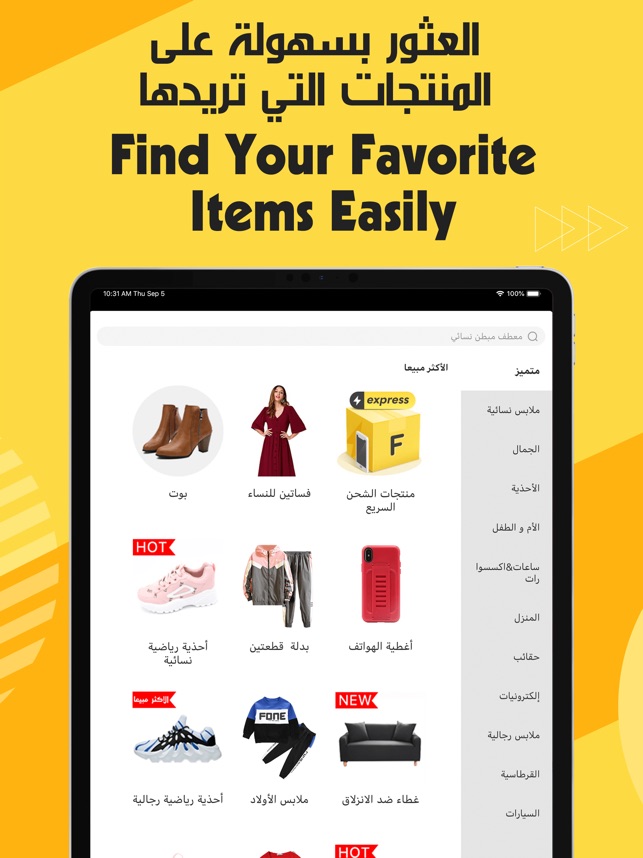 العثور بسهولة على
المنتجات التي تريدها
Find Your Favorite
Items Easily
10:31 AM Thu Sep 5
100%
معطف مبطن نسائي
متميز
ملابس نسائية
الجمال
الأحذية
الأم و الطفل
ساعات&اكسسوا
رات
المنزل
حقائب
إلكترونيات
ملابس رجالية
القرطاسية
السيارات
الأكثر مبيعا
express
F
منتجات الشحن
السريع
فساتين للنساء
بوت
أغطية الهواتف
بدلة قطعتين
HOT
أحذية رياضية
نسائية
NEW
غطاء ضد الانزلاق
FONE
ملابس الأولاد
الأكثر مبيعا
أحذية رياضية رجالية
HOT